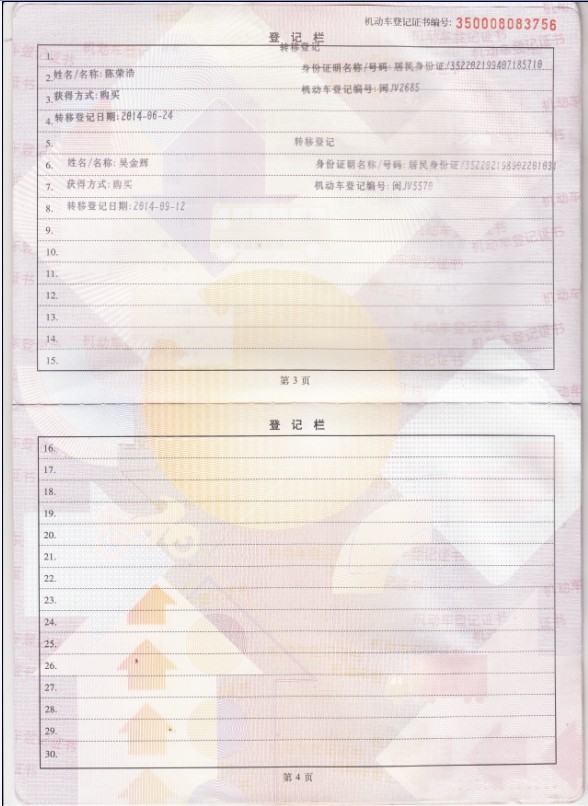 机动车登记证书编号: 350008083756
登记栏
转移登记
1.
2. 姓名/名称: 陈荣浩 身份证明名称/号码: 居民身份证/352202199407185710
3. 获得方式: 购买 机动车登记编号: 闽JV2685
4. 转移登记日期: 2014-06-24
5. 转移登记
6. 姓名/名称: 吴金辉 身份证明名称/号码: 居民身份证
7. 获得方式: 购买 机动车登记编号: 闽JV5570
8. 转移登记日期: 2014-09-12
9.
10.
11.
12.
13.
14.
15.
第 3 页
登记栏
16.
17.
18.
19.
20.
21.
22.
23.
24.
25.
26.
27.
28.
29.
30.
第 4 页